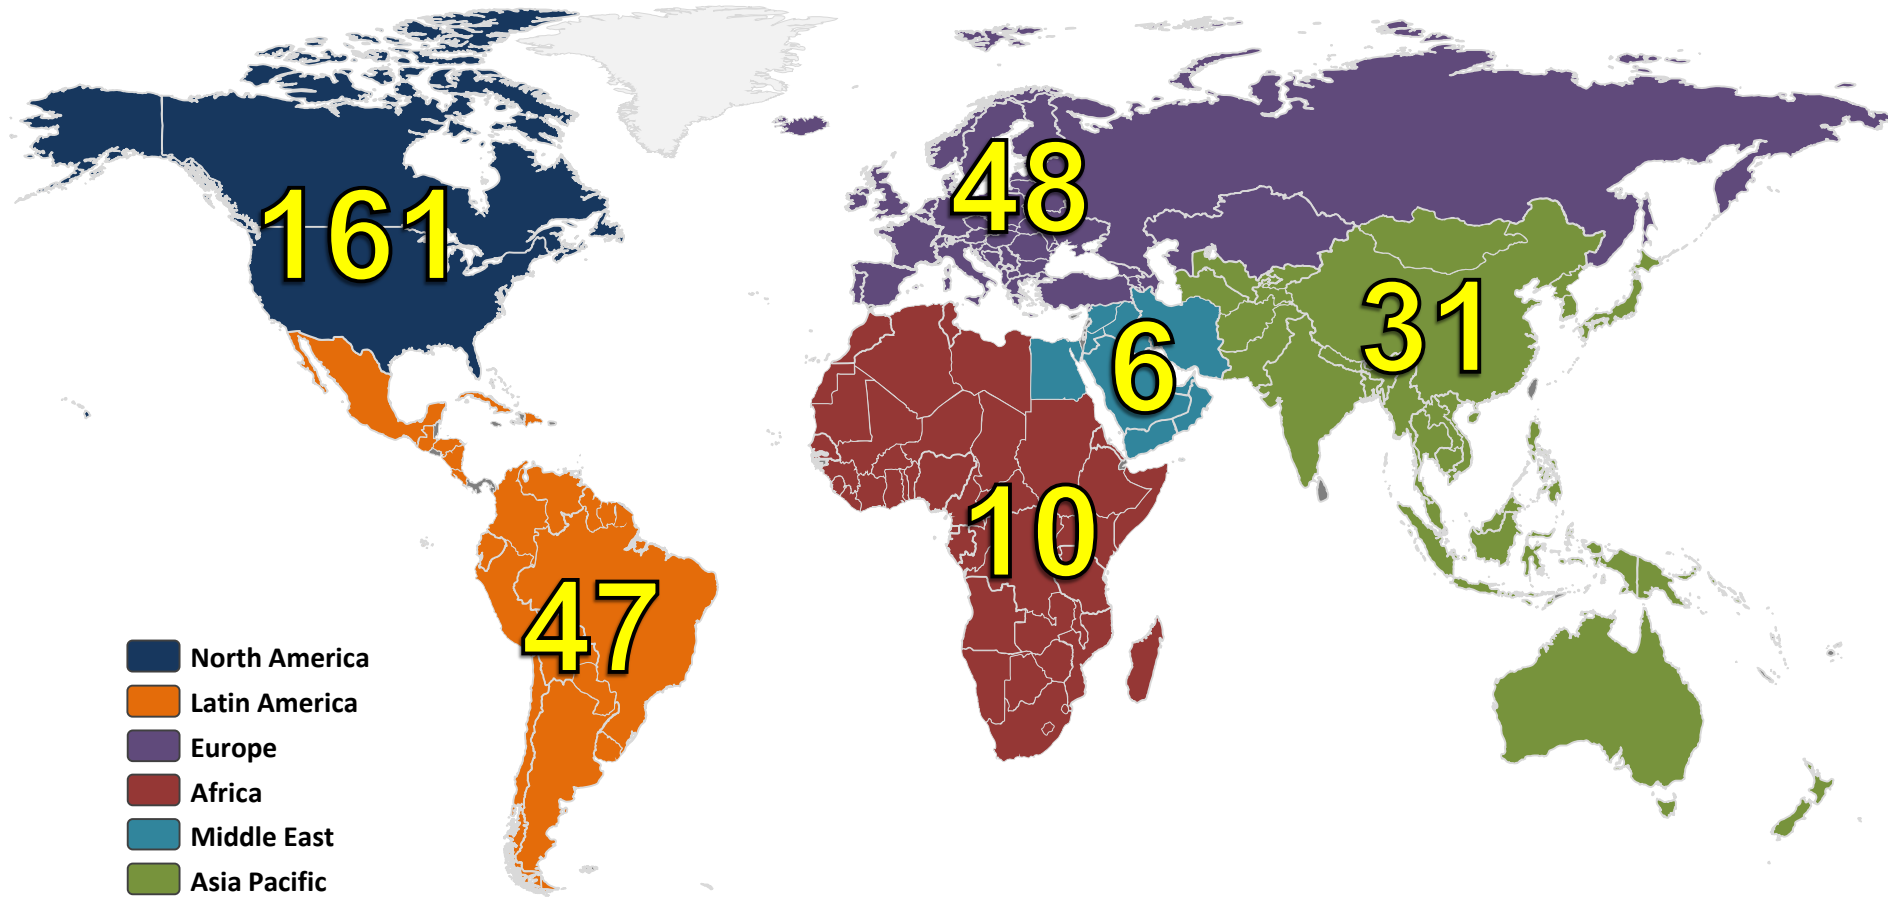 161
48
31
6
10
47
North America
Latin America
Europe
Africa
Middle East
Asia Pacific